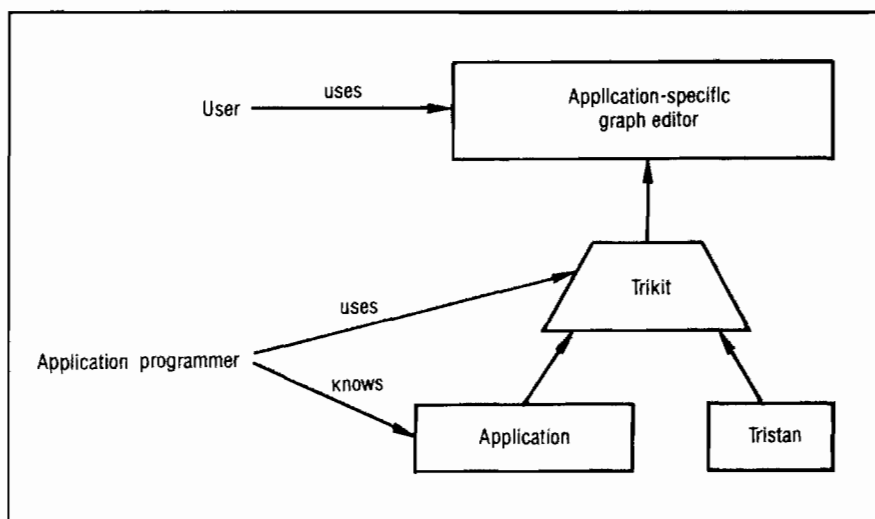 uses
User
Application-specific
graph editor
Trikit
uses
Application programmer
knows
Application
Tristan